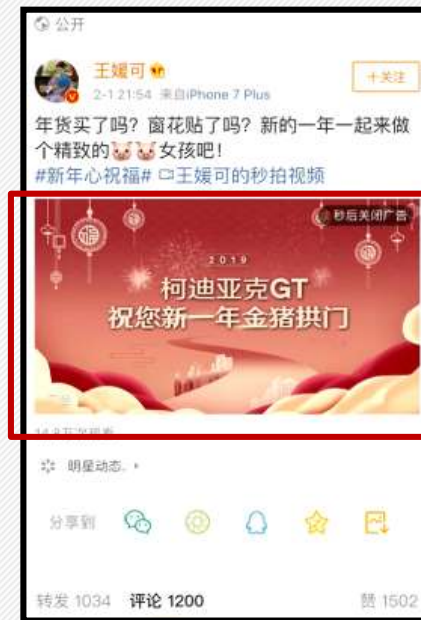 公开
王媛可
+关注
2-1 21:54 来自iPhone 7 Plus
年货买了吗？窗花贴了吗？新的一年一起来做
个精致的🐷🐷女孩吧！
#新年心祝福# 王媛可的秒拍视频
秒后关闭广告
2019
柯迪亚克GT
祝您新一年金猪拱门
明星动态.
分享到
转发 1034 评论 1200 赞 1502